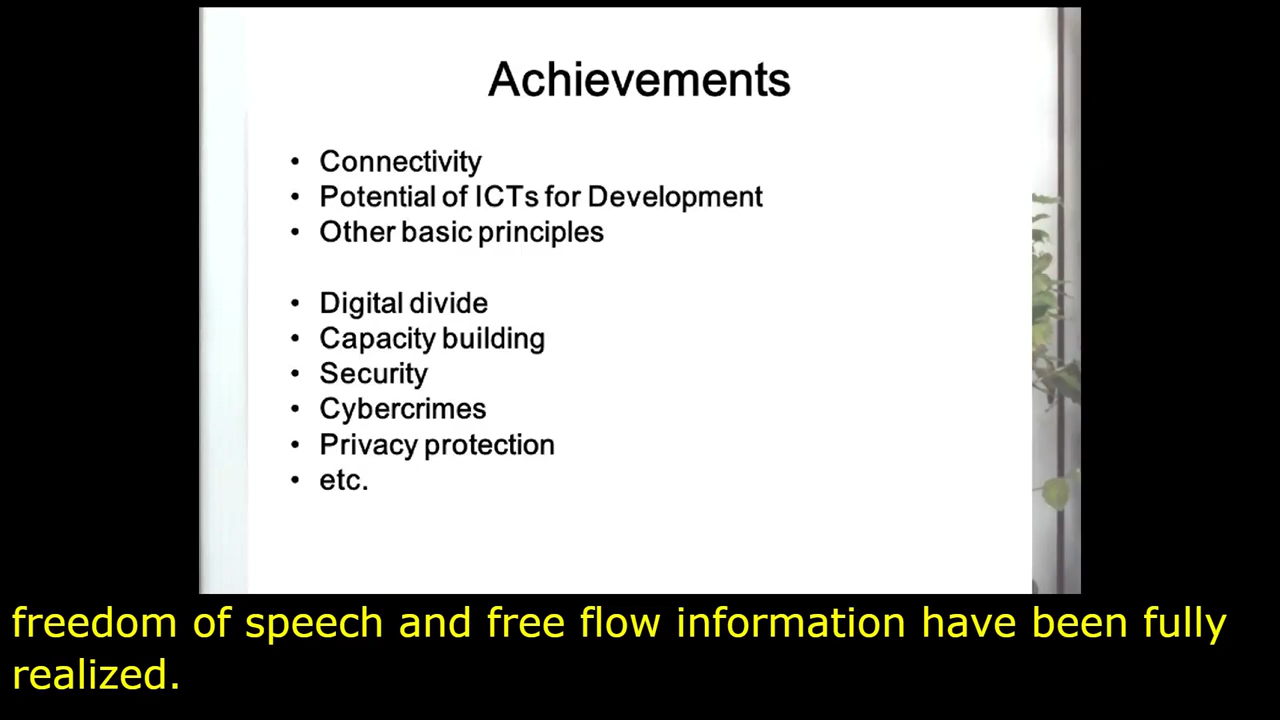 Achievements
• Connectivity
• Potential of ICTs for Development
• Other basic principles
• Digital divide
• Capacity building
• Security
• Cybercrimes
• Privacy protection
• etc.
freedom of speech and free flow information have been fully
realized.